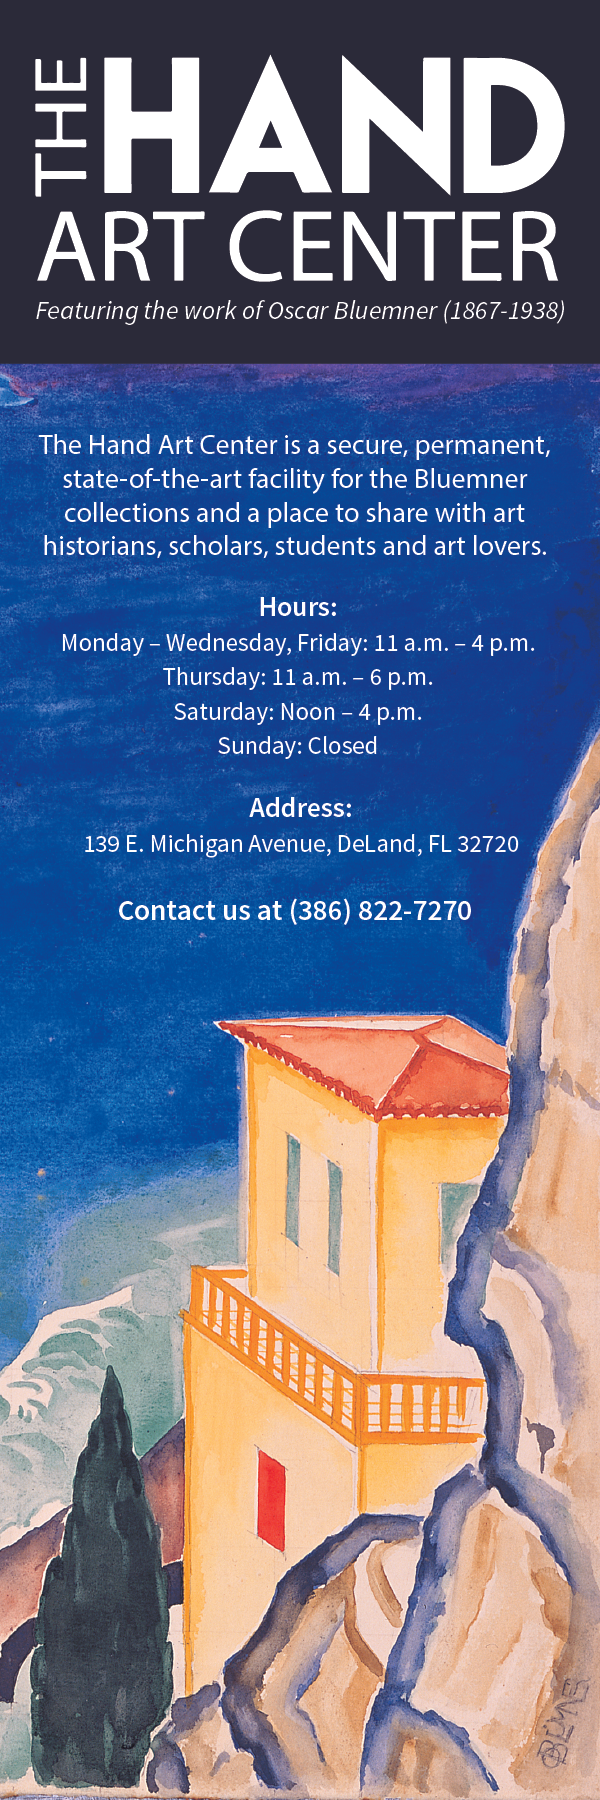 THE HAND
ART CENTER
Featuring the work of Oscar Bluemner (1867-1938)
The Hand Art Center is a secure, permanent,
state-of-the-art facility for the Bluemner
collections and a place to share with art
historians, scholars, students and art lovers.
Hours:
Monday – Wednesday, Friday: 11 a.m. – 4 p.m.
Thursday: 11 a.m. – 6 p.m.
Saturday: Noon – 4 p.m.
Sunday: Closed
Address:
139 E. Michigan Avenue, DeLand, FL 32720
Contact us at (386) 822-7270